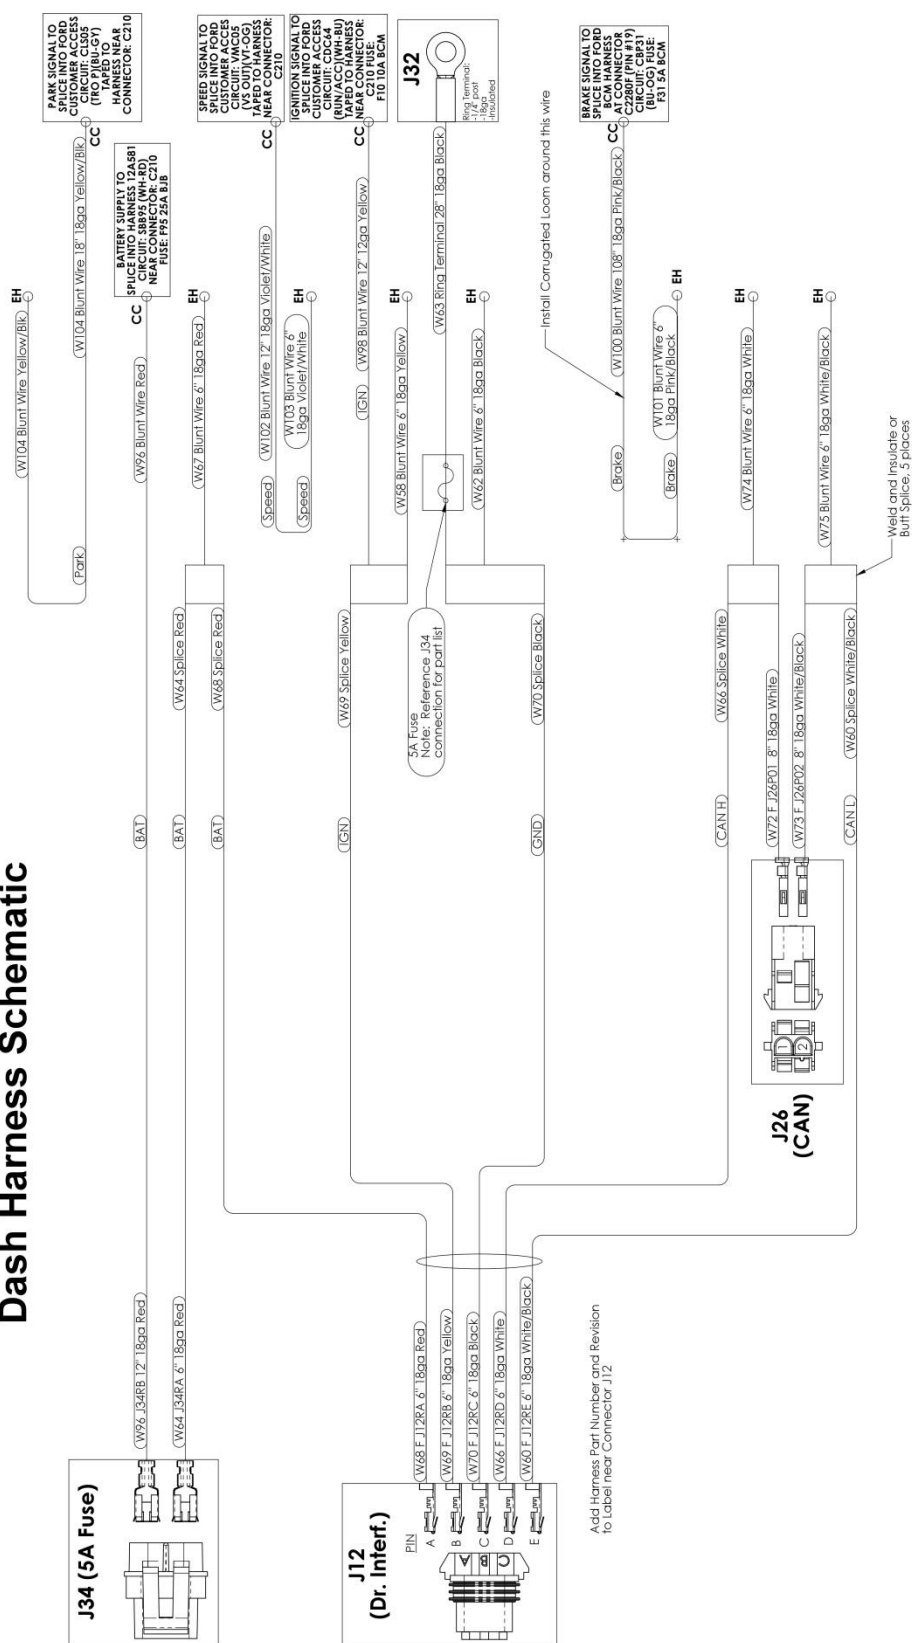 Dash Harness Schematic
PARK SIGNAL TO
SPLICE INTO FORD
CUSTOMER ACCESS
CIRCUIT: CLS05
(TRO P)(BU-GY)
TAPED TO
HARNESS NEAR
CONNECTOR: C210
CC
W104 Blunt Wire 18" 18ga Yellow/Blk
Park
W104 Blunt Wire Yellow/Blk
EH
BATTERY SUPPLY TO
SPLICE INTO HARNESS 12A581
CIRCUIT: SBB95 (WH-RD)
NEAR CONNECTOR: C210
FUSE: F95 25A BJB
CC
W96 Blunt Wire Red
BAT
W96 J34RB 12" 18ga Red
J34 (5A Fuse)
W64 J34RA 6" 18ga Red
BAT
W64 Splice Red
W67 Blunt Wire 6" 18ga Red
EH
W68 Splice Red
BAT
SPEED SIGNAL TO
SPLICE INTO FORD
CUSTOMER ACCES
CIRCUIT: VMC05
(VS OUT)(VT-OG)
TAPED TO HARNESS
NEAR CONNECTOR:
C210
CC
W102 Blunt Wire 12" 18ga Violet/White
Speed
W103 Blunt Wire 6"
18ga Violet/White
Speed
EH
IGNITION SIGNAL TO
SPLICE INTO FORD
CUSTOMER ACCESS
CIRCUIT: CDC64
(RUN/ACC)(WH-BU)
TAPED TO HARNESS
NEAR CONNECTOR:
C210 FUSE:
F10 10A BCM
CC
W98 Blunt Wire 12" 12ga Yellow
IGN
W58 Blunt Wire 6" 18ga Yellow
EH
W69 Splice Yellow
IGN
J32
Ring Terminal:
-1/4" post
-18ga
-Insulated
W63 Ring Terminal 28" 18ga Black
5A Fuse
Note: Reference J34
connection for part list
W62 Blunt Wire 6" 18ga Black
EH
W70 Splice Black
GND
Install Corrugated Loom around this wire
BRAKE SIGNAL TO
SPLICE INTO FORD
BCM HARNESS
AT CONNECTOR
C2280F (PIN #19)
CIRCUIT: CBP31
(BU-OG) FUSE:
F31 5A BCM
CC
W100 Blunt Wire 108" 18ga Pink/Black
Brake
W101 Blunt Wire 6"
18ga Pink/Black
Brake
EH
W74 Blunt Wire 6" 18ga White
EH
W66 Splice White
CAN H
W72 F J26P01 8" 18ga White
W73 F J26P02 8" 18ga White/Black
W75 Blunt Wire 6" 18ga White/Black
EH
W60 Splice White/Black
CAN L
Weld and Insulate or
Butt Splice, 5 places
1
2
J26
(CAN)
J12
(Dr. Interf.)
PIN
A
B
C
D
E
A
B
C
W68 F J12RA 6" 18ga Red
W69 F J12RB 6" 18ga Yellow
W70 F J12RC 6" 18ga Black
W66 F J12RD 6" 18ga White
W60 F J12RE 6" 18ga White/Black
Add Harness Part Number and Revision
to Label near Connector J12